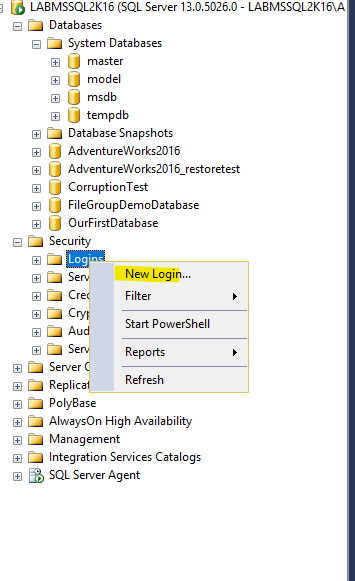 LABMSSQL2K16 (SQL Server 13.0.5026.0 - LABMSSQL2K16\A
Databases
System Databases
master
model
msdb
tempdb
Database Snapshots
AdventureWorks2016
AdventureWorks2016_restoretest
CorruptionTest
FileGroupDemoDatabase
OurFirstDatabase
Security
Logins
New Login...
Serv
Filter
Cred
Cryp
Start PowerShell
Aud
Serv
Reports
Server O
Replicat
Refresh
PolyBase
AlwaysOn High Availability
Management
Integration Services Catalogs
SQL Server Agent